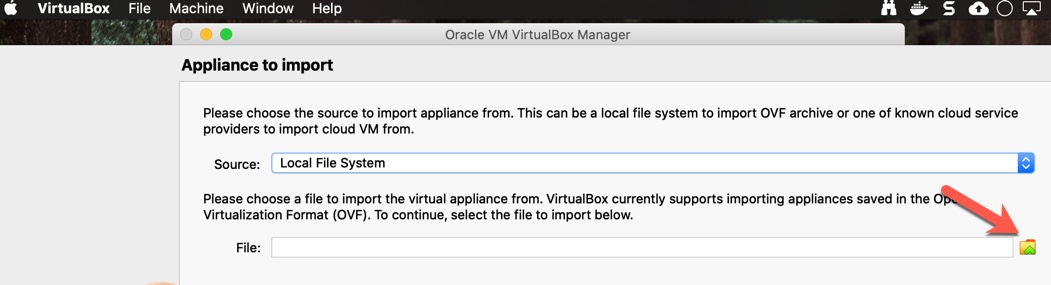 VirtualBox File Machine Window Help
Oracle VM VirtualBox Manager
Appliance to import
Please choose the source to import appliance from. This can be a local file system to import OVF archive or one of known cloud service
providers to import cloud VM from.
Source: Local File System
Please choose a file to import the virtual appliance from. VirtualBox currently supports importing appliances saved in the
Virtualization Format (OVF). To continue, select the file to import below.
File: